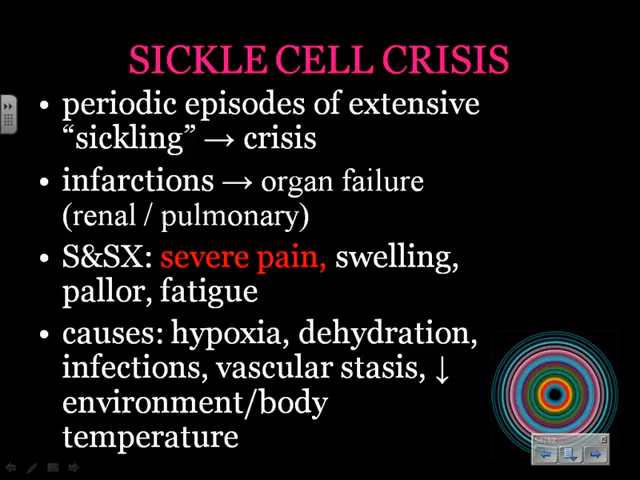 SICKLE CELL CRISIS
• periodic episodes of extensive
“sickling” → crisis
• infarctions → organ failure
(renal / pulmonary)
• S&SX: severe pain, swelling,
pallor, fatigue
• causes: hypoxia, dehydration,
infections, vascular stasis, ↓
environment/body
temperature